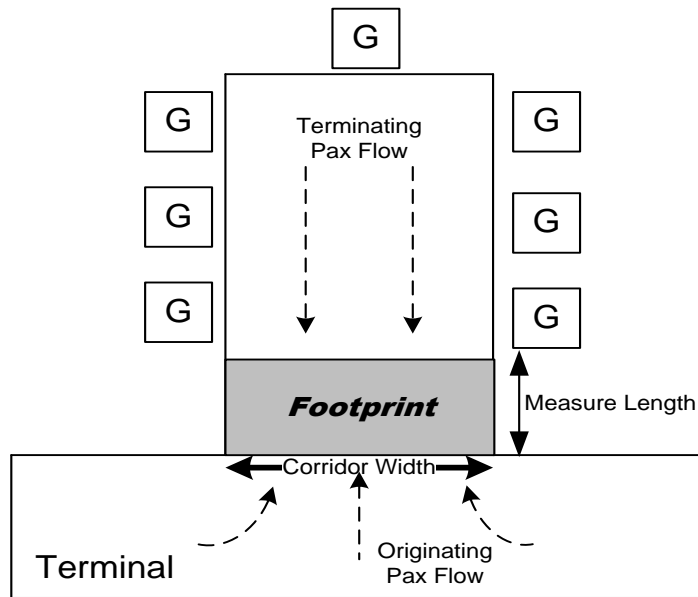 G
G
G
Terminating
Pax Flow
G
G
G
G
Footprint
Measure Length
Corridor Width
Originating
Pax Flow
Terminal